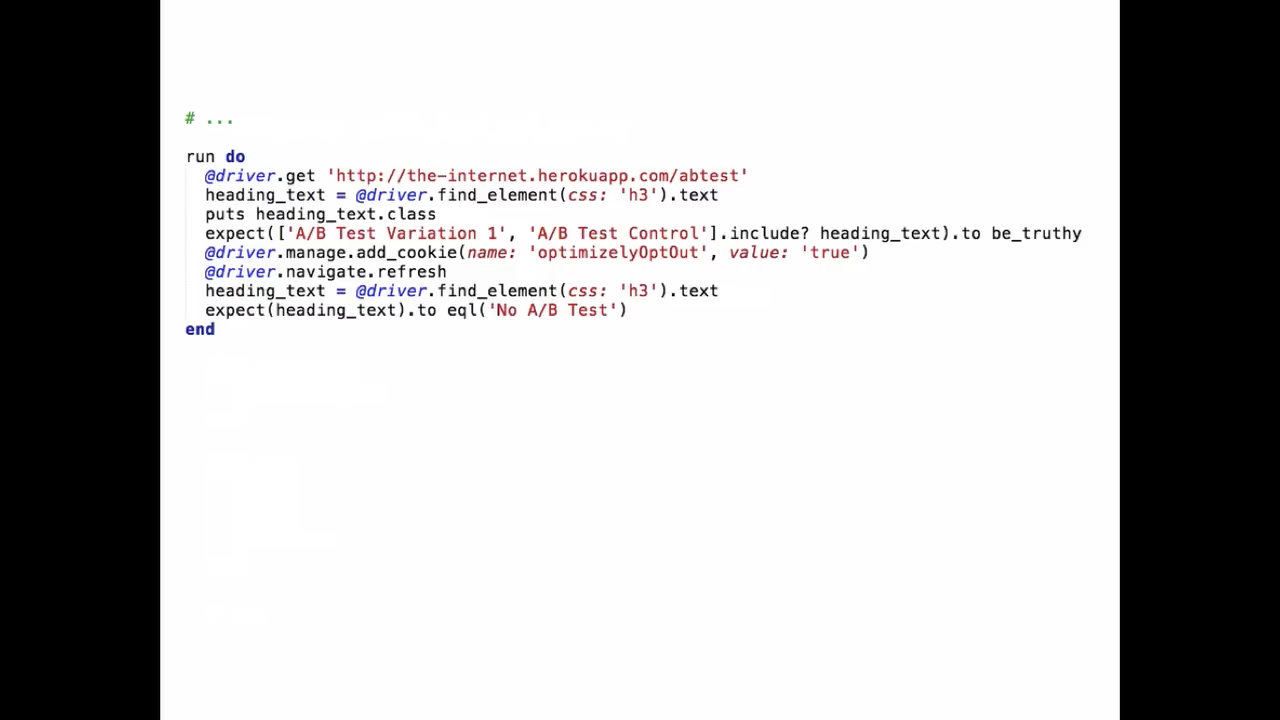 # ...
run do
@driver.get 'http://the-internet.herokuapp.com/abtest'
heading_text = @driver.find_element(css: 'h3').text
puts heading_text.class
expect(['A/B Test Variation 1', 'A/B Test Control'].include? heading_text).to be_truthy
@driver.manage.add_cookie(name: 'optimizelyOptOut', value: 'true')
@driver.navigate.refresh
heading_text = @driver.find_element(css: 'h3').text
expect(heading_text).to eql('No A/B Test')
end